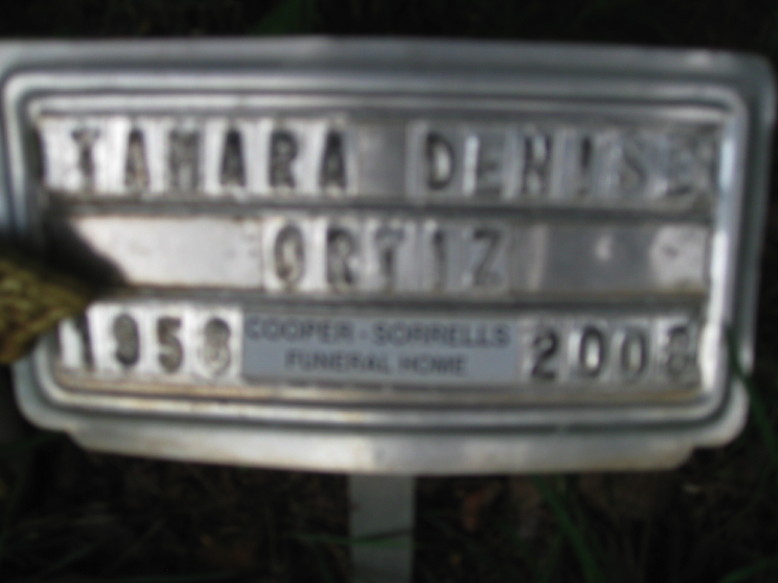 TAMARA DENISE
ORTIZ
COOPER-SORRELLS
FUNERAL HOME